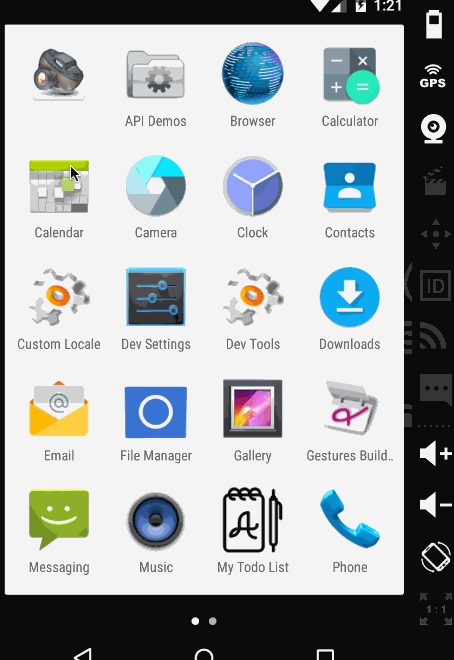 1:21
GPS
API Demos
Browser
Calculator
Calendar
Camera
Clock
Contacts
ID
Custom Locale
Dev Settings
Dev Tools
Downloads
@
Email
File Manager
Gallery
Gestures Build..
A
Messaging
Music
My Todo List
Phone
1:1